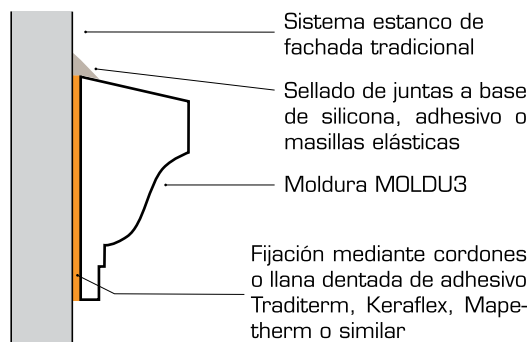 Sistema estanco de
fachada tradicional
Sellado de juntas a base
de silicona, adhesivo o
masillas elásticas
Moldura MOLDU3
Fijación mediante cordones
o llana dentada de adhesivo
Traditerm, Keraflex, Mape-
therm o similar